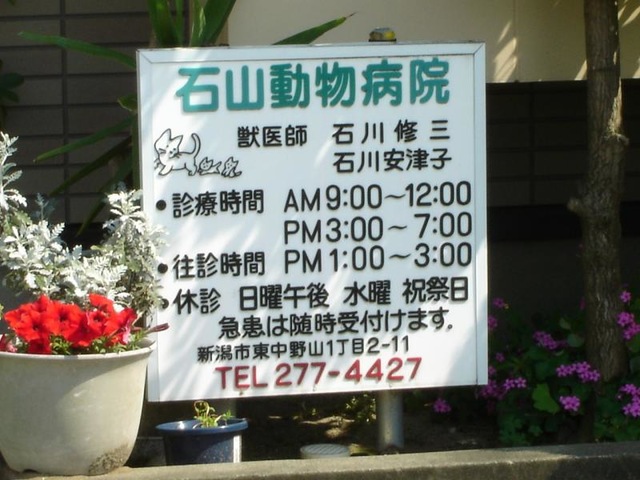 石山動物病院
獣医師 石川修三
石川安津子
•診療時間 AM9:00～12:00
PM3:00～7:00
•往診時間 PM1:00～3:00
•休診 日曜午後 水曜 祝祭日
急患は随時受付けます。
新潟市東中野山1丁目2-11
TEL277-4427